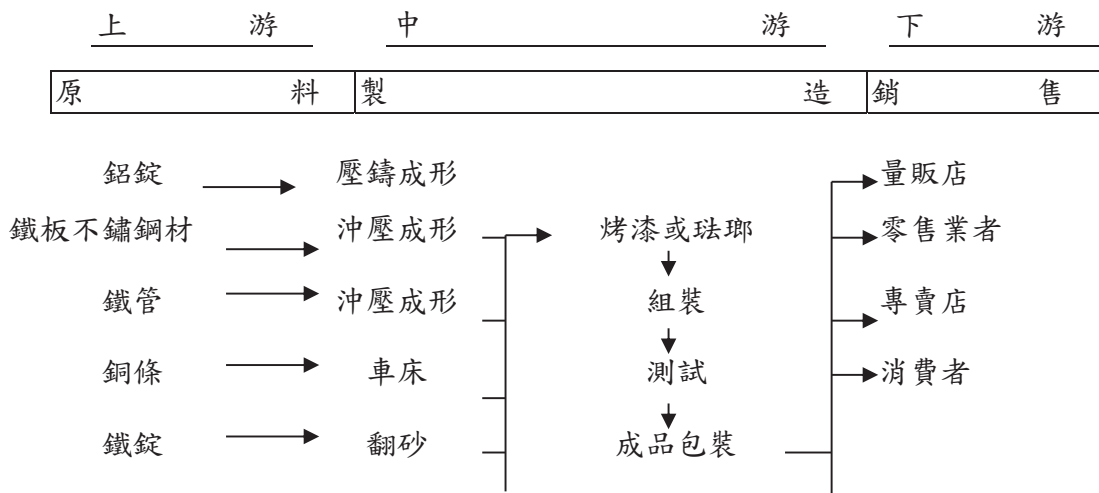 上游 中游 下游
原料 製造 銷售
鋁錠 壓鑄成形 量販店
鐵板不鏽鋼材 沖壓成形 烤漆或琺瑯 零售業者
鐵管 沖壓成形 組裝 專賣店
銅條 車床 測試 消費者
鐵錠 翻砂 成品包裝